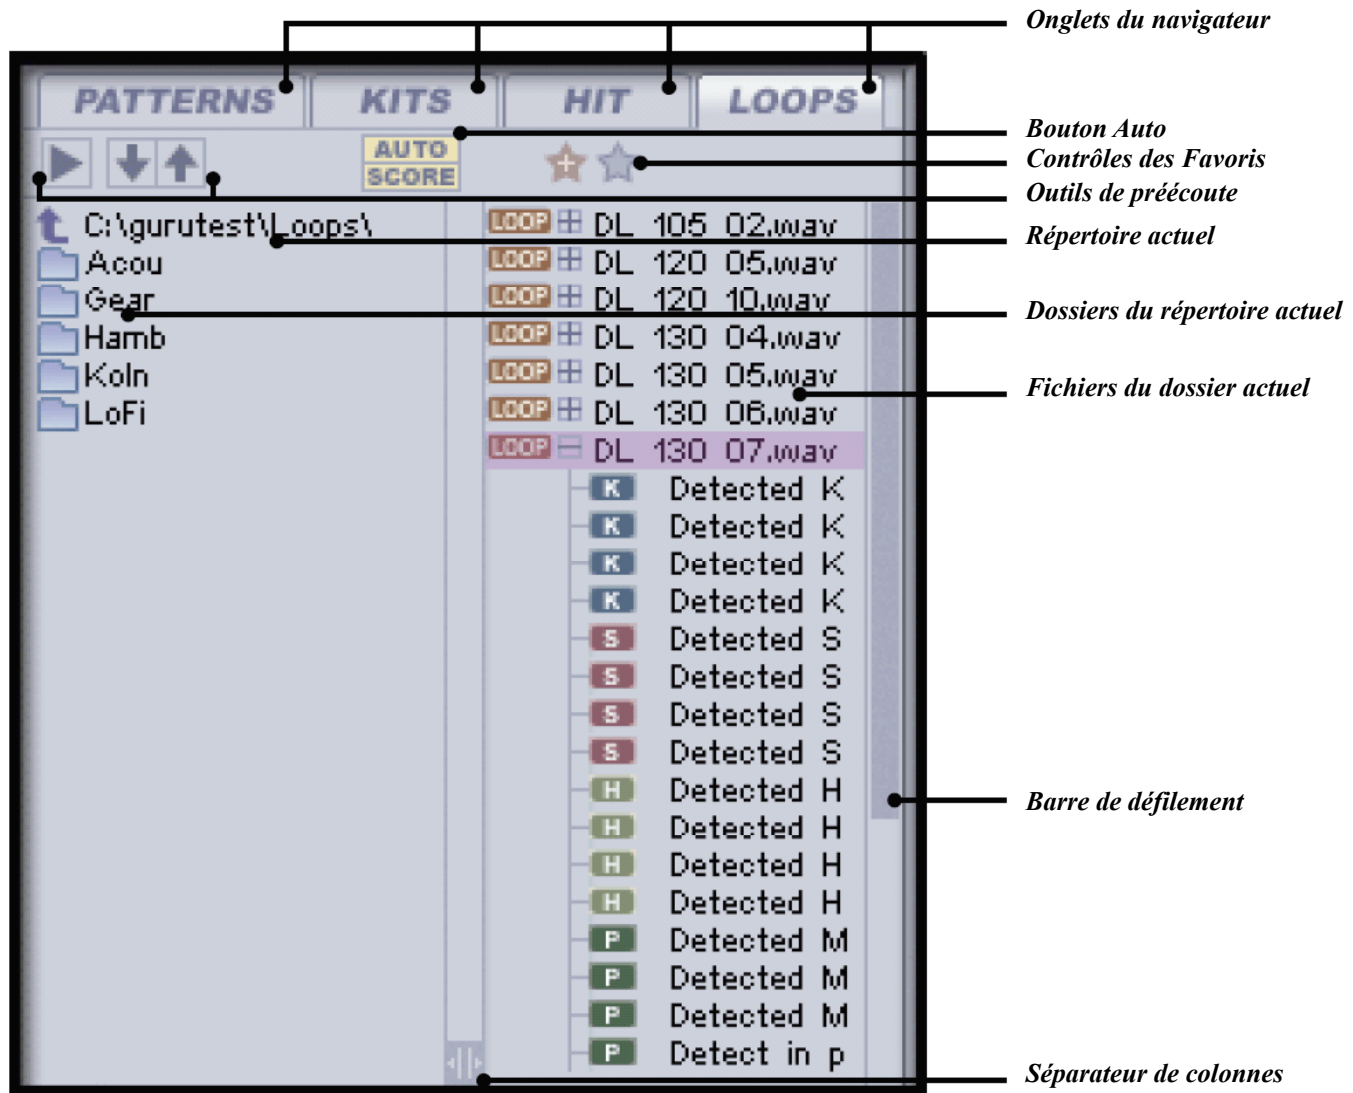 Onglets du navigateur
PATTERNS KITS HIT LOOPS
Bouton Auto
AUTO
SCORE
Contrôles des Favoris
Outils de préécoute
C:\gurutest\Loops\
Répertoire actuel
Acou
Gear
Dossiers du répertoire actuel
Hamb
Koln
LoFi
LOOP DL 105 02.wav
LOOP DL 120 05.wav
LOOP DL 120 10.wav
LOOP DL 130 04.wav
LOOP DL 130 05.wav
Fichiers du dossier actuel
LOOP DL 130 06.wav
LOOP DL 130 07.wav
K Detected K
K Detected K
K Detected K
K Detected K
S Detected S
S Detected S
S Detected S
S Detected S
H Detected H
Barre de défilement
H Detected H
H Detected H
H Detected H
P Detected M
P Detected M
P Detected M
P Detect in p
Séparateur de colonnes